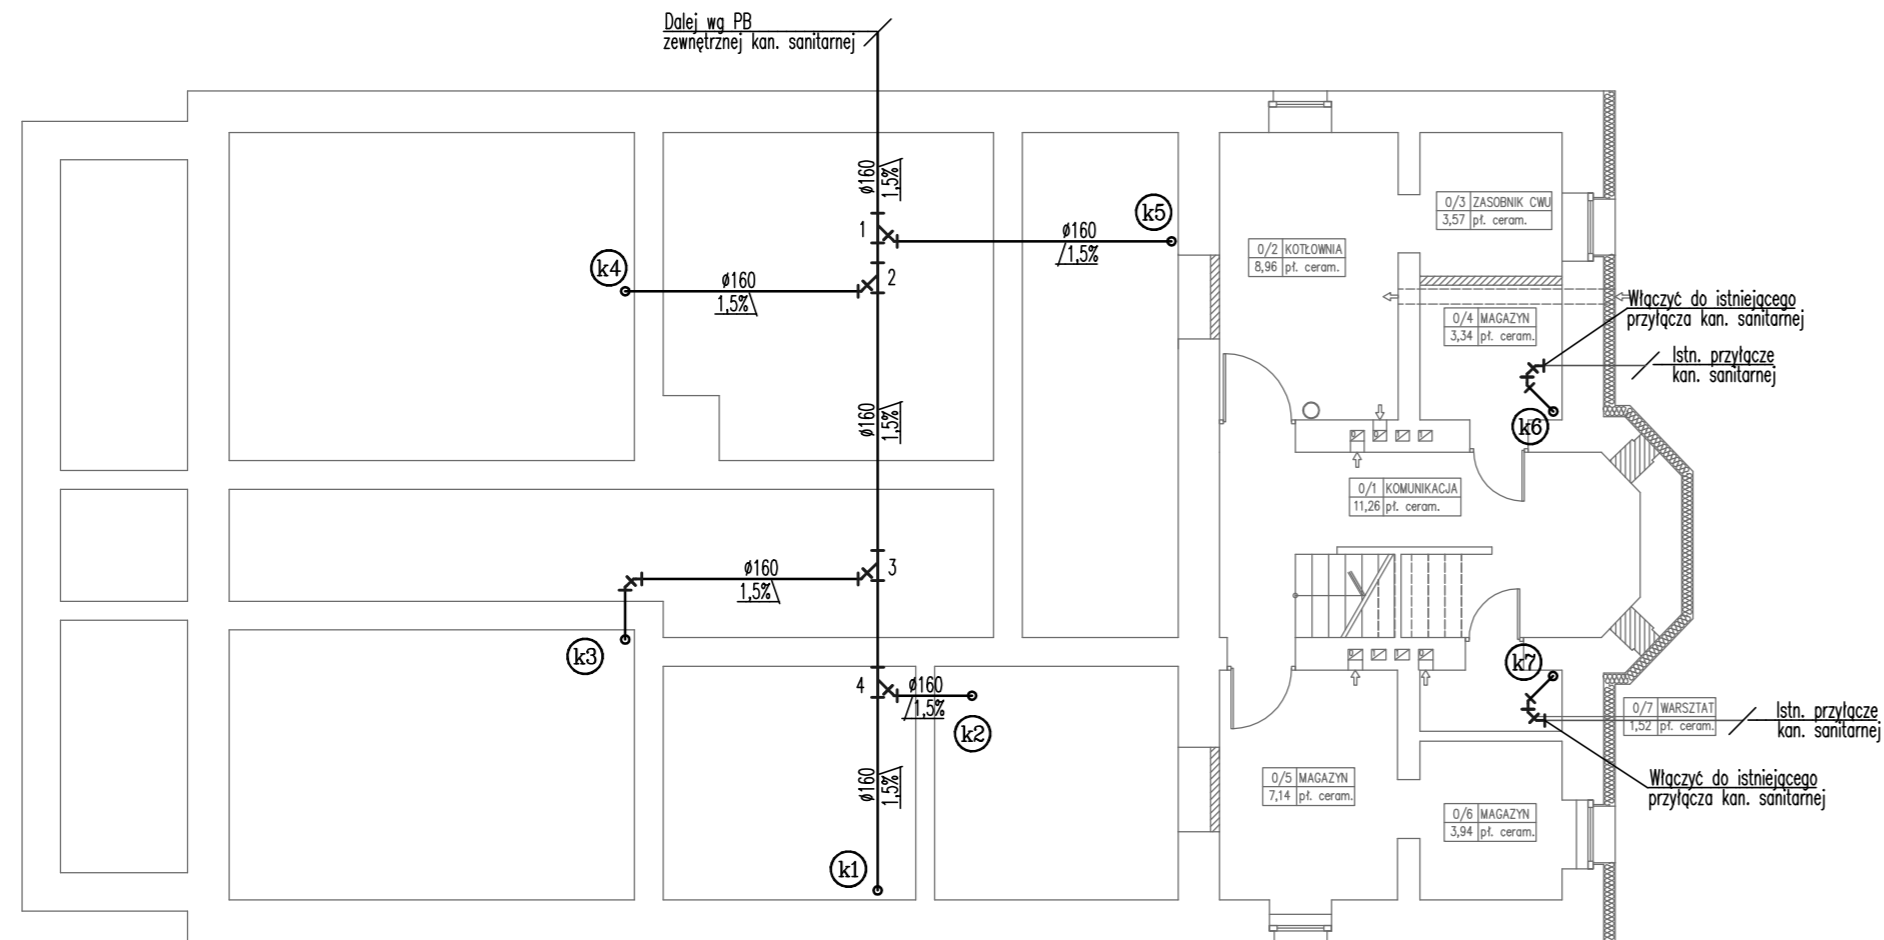 Dalej wg PB
zewnętrznej kan. sanitarnej
ø160
1,5%
1
k5
ø160
1,5%
k4
ø160
1,5%
2
0/3 ZASOBNIK CWU
3,57 pł. ceram.
0/2 KOTŁOWNIA
8,96 pł. ceram.
0/4 MAGAZYN
3,34 pł. ceram.
Włączyć do istniejącego
przyłącza kan. sanitarnej
Istn. przyłącze
kan. sanitarnej
k6
ø160
1,5%
0/1 KOMUNIKACJA
11,26 pł. ceram.
ø160
1,5%
3
k3
4
ø160
1,5%
k2
k7
0/7 WARSZTAT
1,52 pł. ceram.
Istn. przyłącze
kan. sanitarnej
Włączyć do istniejącego
przyłącza kan. sanitarnej
ø160
1,5%
0/5 MAGAZYN
7,14 pł. ceram.
0/6 MAGAZYN
3,94 pł. ceram.
k1